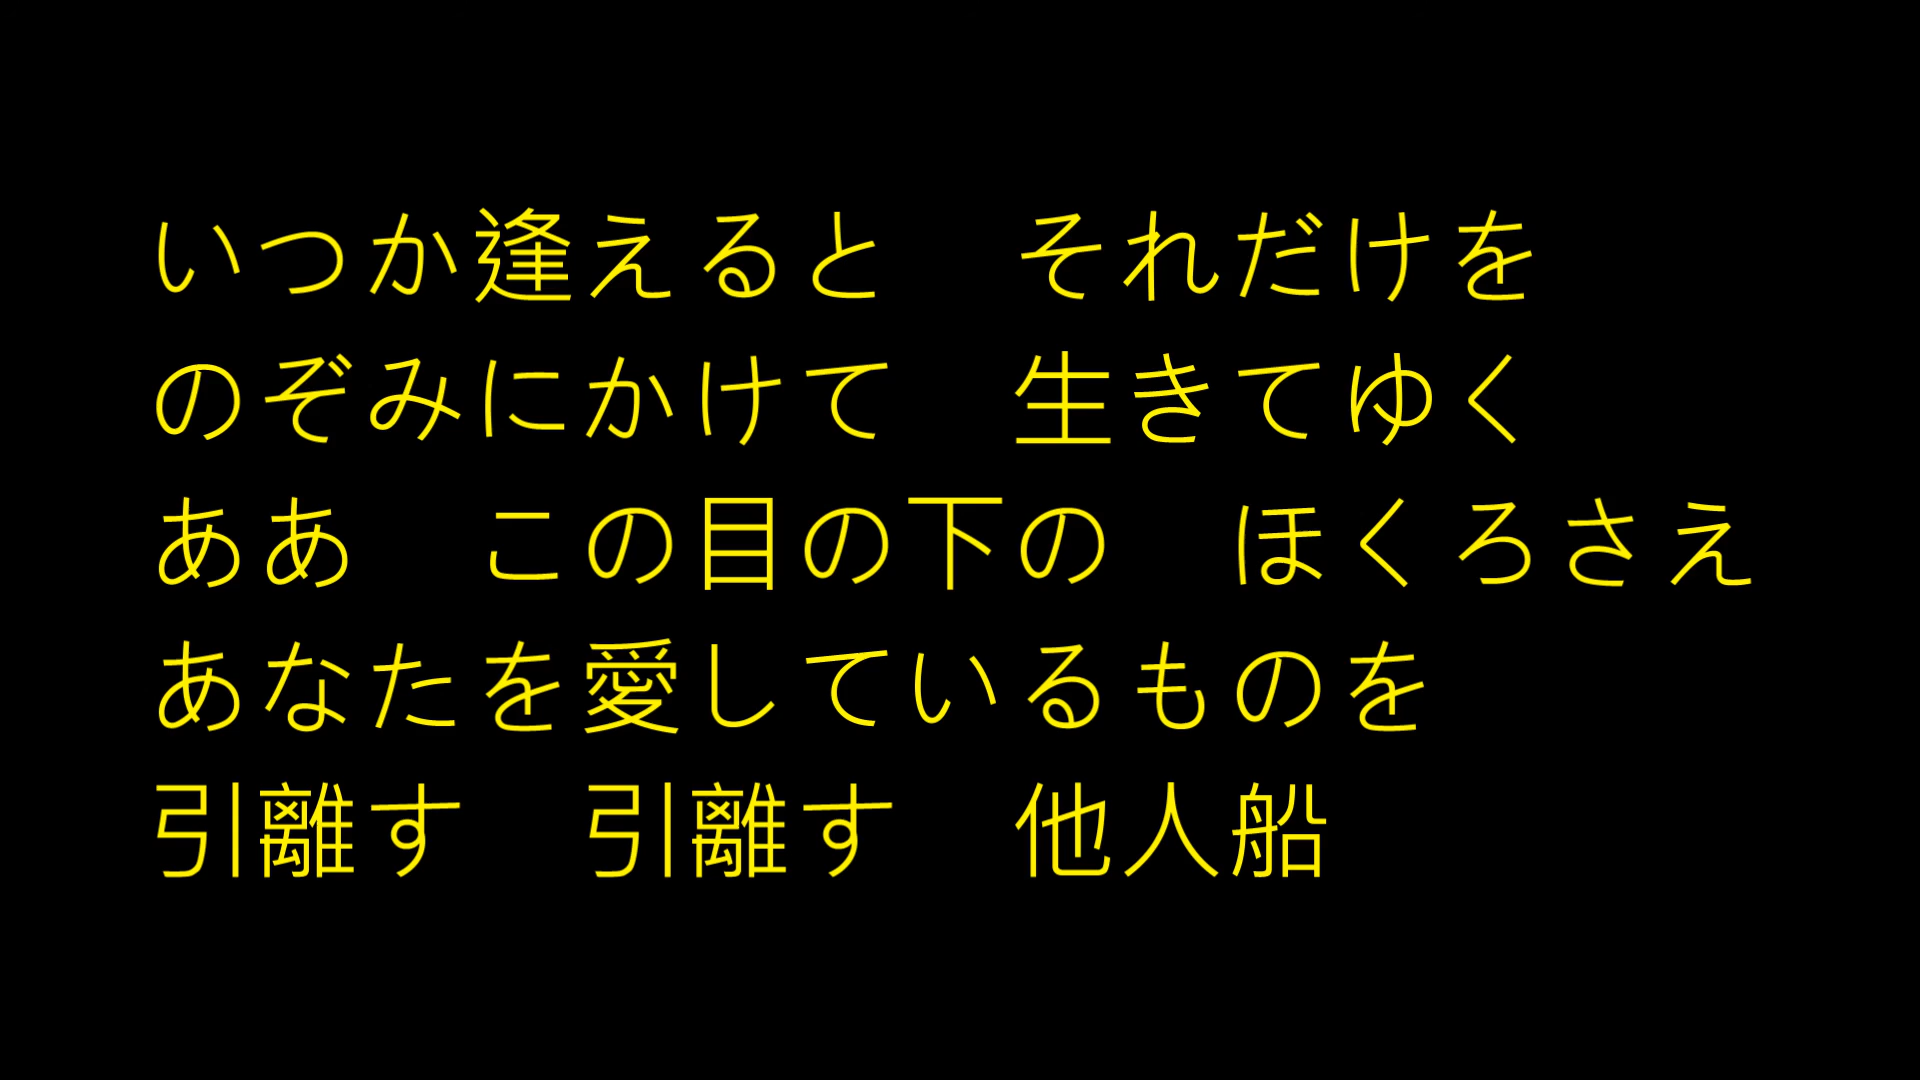 いつか逢えると　それだけを
のぞみにかけて　生きてゆく
ああ　この目の下の　ほくろさえ
あなたを愛しているものを
引離す　引離す　他人船